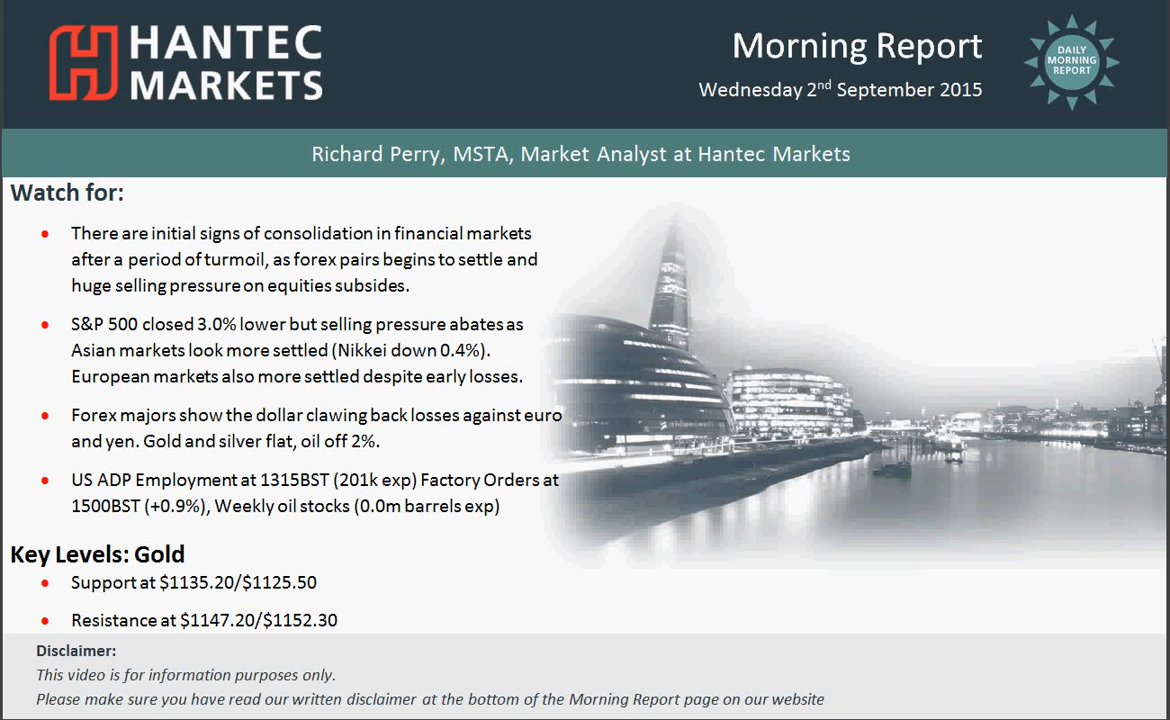 HANTEC
MARKETS
Morning Report
Wednesday 2nd September 2015
DAILY
MORNING
REPORT
Richard Perry, MSTA, Market Analyst at Hantec Markets
Watch for:
There are initial signs of consolidation in financial markets
after a period of turmoil, as forex pairs begins to settle and
huge selling pressure on equities subsides.
S&P 500 closed 3.0% lower but selling pressure abates as
Asian markets look more settled (Nikkei down 0.4%).
European markets also more settled despite early losses.
Forex majors show the dollar clawing back losses against euro
and yen. Gold and silver flat, oil off 2%.
US ADP Employment at 1315BST (201k exp) Factory Orders at
1500BST (+0.9%), Weekly oil stocks (0.0m barrels exp)
Key Levels: Gold
Support at $1135.20/$1125.50
Resistance at $1147.20/$1152.30
Disclaimer:
This video is for information purposes only.
Please make sure you have read our written disclaimer at the bottom of the Morning Report page on our website